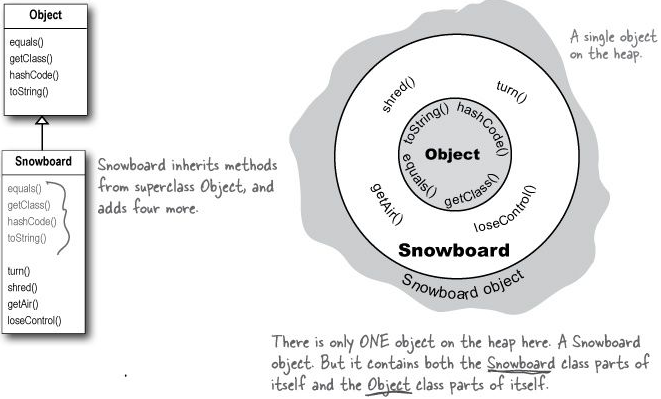 Object
equals()
getClass()
hashCode()
toString()
Snowboard
equals()
getClass()
hashCode()
toString()
turn()
shred()
getAir()
loseControl()
Snowboard inherits methods
from superclass Object, and
adds four more.
A single object
on the heap.
shred()
turn()
toString()
hashCode()
Object
equals()
getClass()
getAir()
loseControl()
Snowboard
Snowboard object
There is only ONE object on the heap here. A Snowboard
object. But it contains both the Snowboard class parts of
itself and the Object class parts of itself.